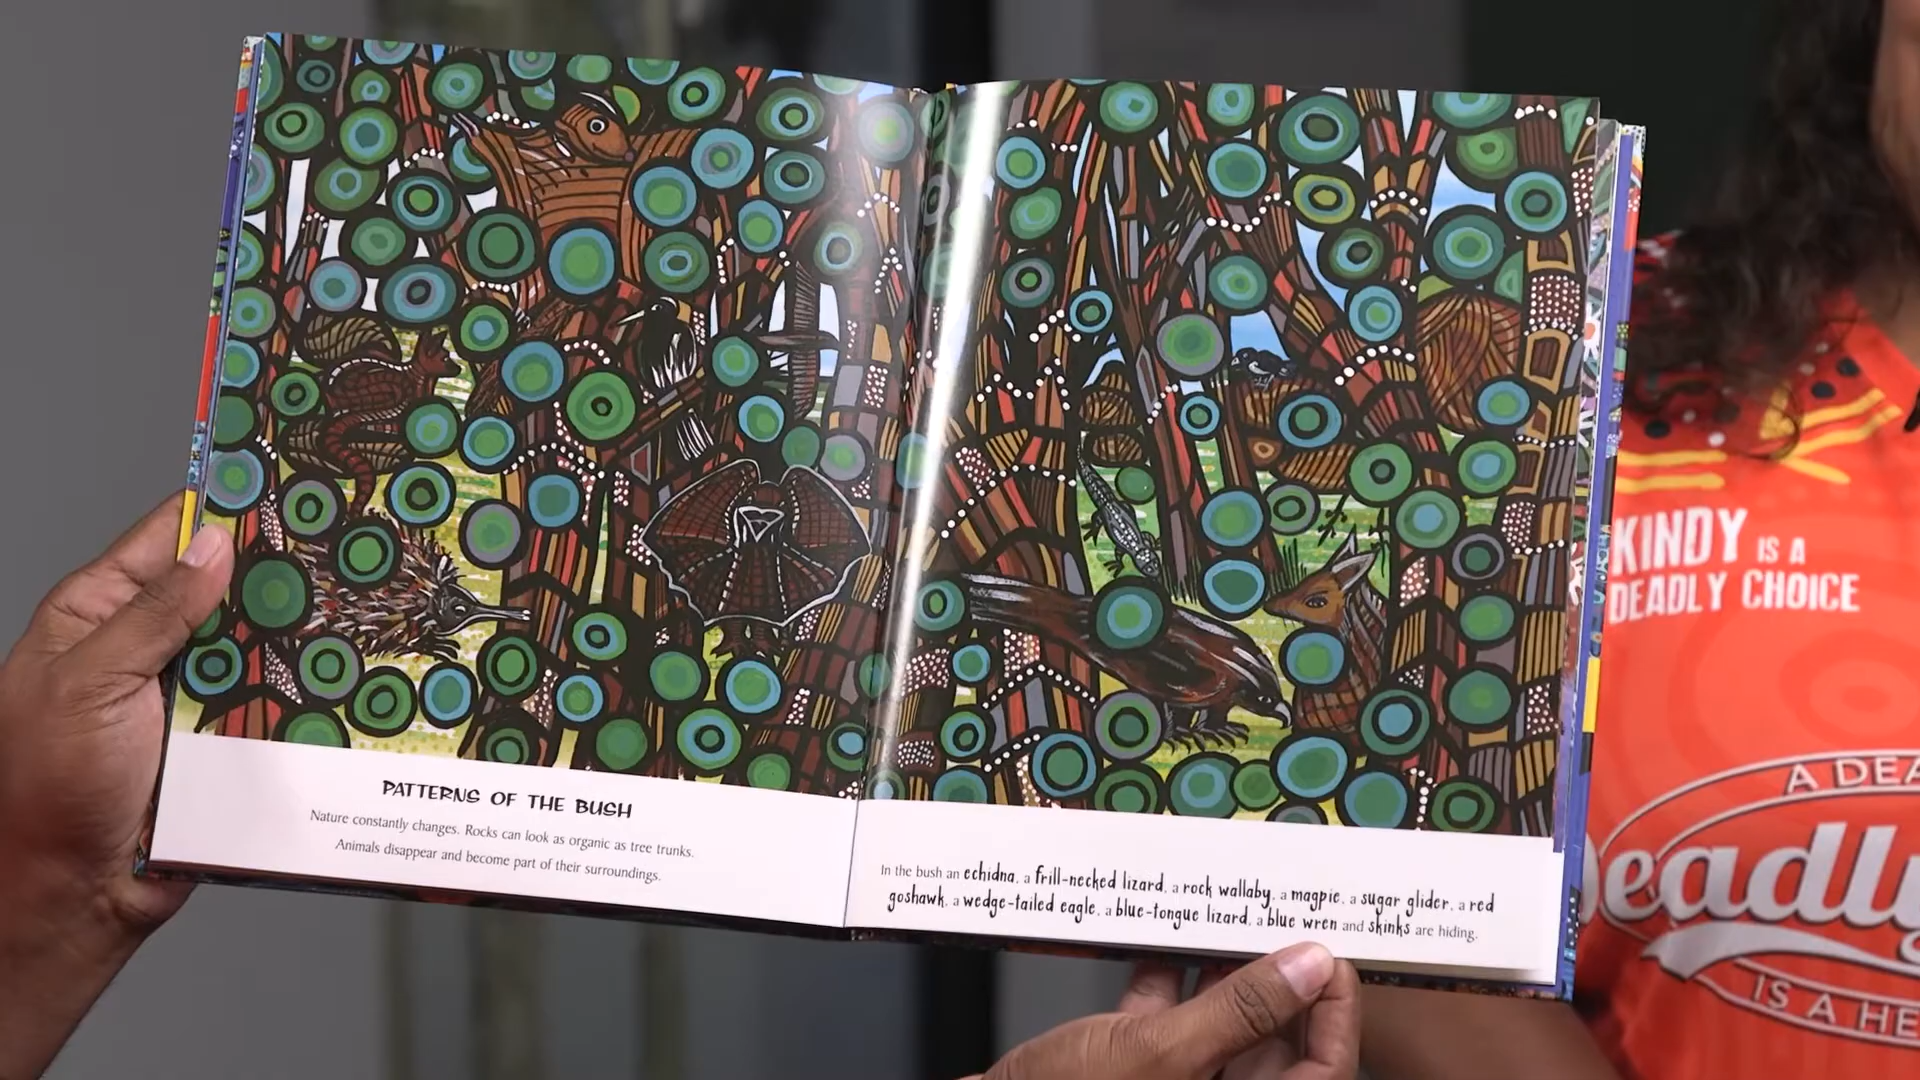 PATTERNS OF THE BUSH
Nature constantly changes. Rocks can look as organic as tree trunks.
Animals disappear and become part of their surroundings.
In the bush an echidna, a frill-necked lizard, a rock wallaby, a magpie, a sugar glider, a red
goshawk, a wedge-tailed eagle, a blue-tongue lizard, a blue wren and skinks are hiding.
KINDY IS A
DEADLY CHOICE
A DEA
Deadly
IS A HE